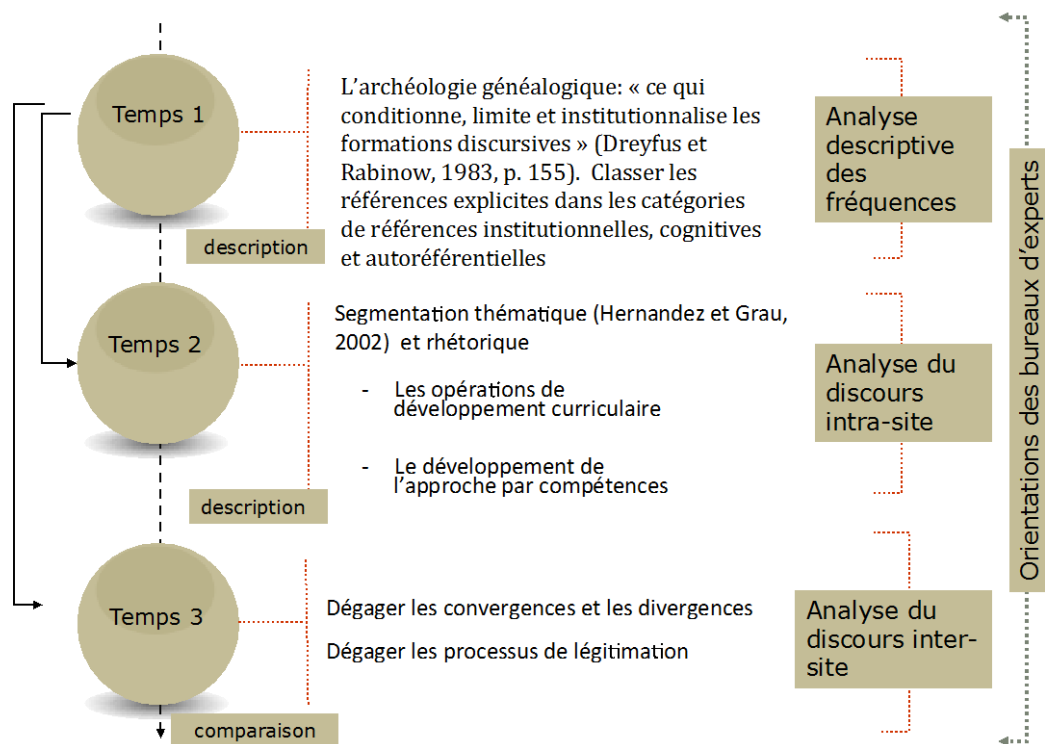 Temps 1
L’archéologie généalogique: « ce qui
conditionne, limite et institutionnalise les
formations discursives » (Dreyfus et
Rabinow, 1983, p. 155).  Classer les
références explicites dans les catégories
de références institutionnelles, cognitives
et autoréférentielles
Analyse
descriptive
des
fréquences
description
Temps 2
Segmentation thématique (Hernandez et Grau,
2002)  et rhétorique
- Les opérations de
développement curriculaire
- Le développement de
l’approche par compétences
Analyse du
discours
intra-site
description
Temps 3
Dégager les convergences et les divergences
Dégager les processus de légitimation
Analyse du
discours inter-
site
comparaison
Orientations des bureaux d’experts